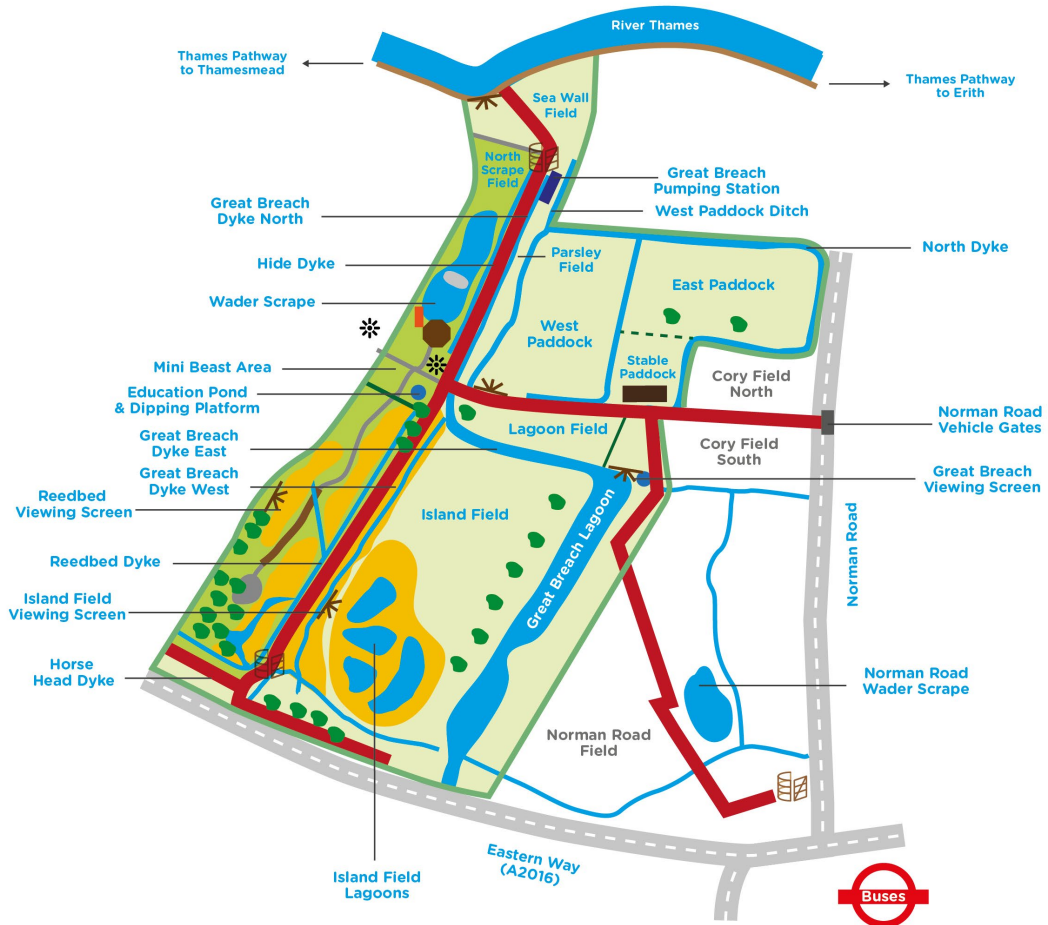 River Thames
Thames Pathway
to Thamesmead
Thames Pathway
to Erith
Sea Wall
Field
North
Scrape
Field
Great Breach
Pumping Station
Great Breach
Dyke North
West Paddock Ditch
Hide Dyke
Parsley
Field
North Dyke
East Paddock
Wader Scrape
West
Paddock
Mini Beast Area
Stable
Paddock
Cory Field
North
Education Pond
& Dipping Platform
Norman Road
Vehicle Gates
Lagoon Field
Great Breach
Dyke East
Cory Field
South
Great Breach
Dyke West
Great Breach
Viewing Screen
Reedbed
Viewing Screen
Island Field
Great Breach Lagoon
Norman Road
Reedbed Dyke
Island Field
Viewing Screen
Horse
Head Dyke
Norman Road
Wader Scrape
Norman Road
Field
Island Field
Lagoons
Eastern Way
(A2016)
Buses